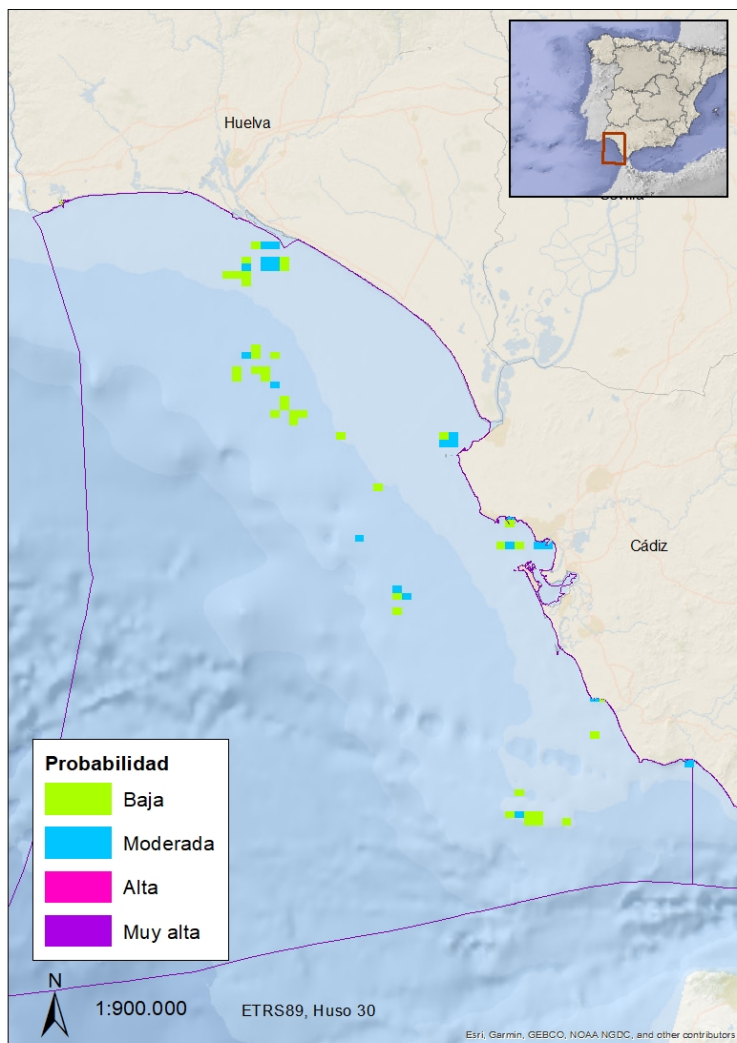 Huelva
Sevilla
Cádiz
Probabilidad
Baja
Moderada
Alta
Muy alta
N
1:900.000
ETRS89, Huso 30
Esri, Garmin, GEBCO, NOAA NGDC, and other contributors